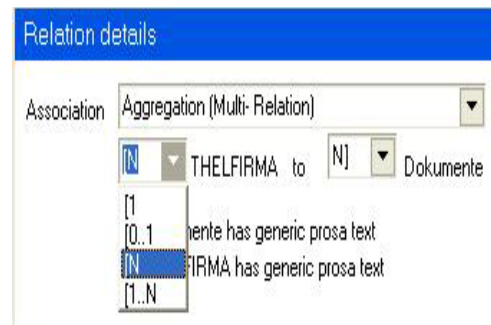 Relation details
Association Aggregation (Multi- Relation)
[N THELFIRMA to N] Dokumente
[1
[0..1 ente has generic prosa text
[N FIRMA has generic prosa text
[1..N